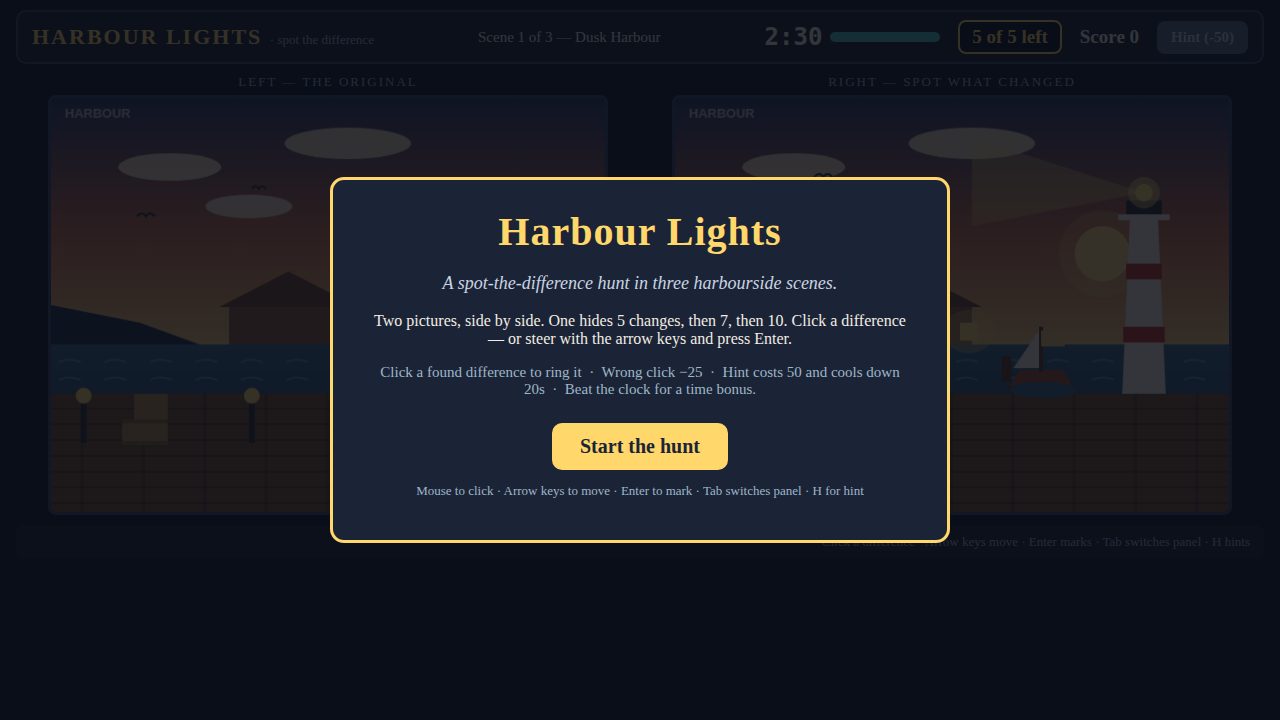 HARBOUR LIGHTS · spot the difference
Scene 1 of 3 — Dusk Harbour
2:30
5 of 5 left
Score 0
Hint (-50)
LEFT — THE ORIGINAL
RIGHT — SPOT WHAT CHANGED
HARBOUR
HARBOUR
Harbour Lights
A spot-the-difference hunt in three harbourside scenes.
Two pictures, side by side. One hides 5 changes, then 7, then 10. Click a difference
— or steer with the arrow keys and press Enter.
Click a found difference to ring it · Wrong click −25 · Hint costs 50 and cools down
20s · Beat the clock for a time bonus.
Start the hunt
Mouse to click · Arrow keys to move · Enter to mark · Tab switches panel · H for hint
Click a difference · Arrow keys move · Enter marks · Tab switches panel · H hints